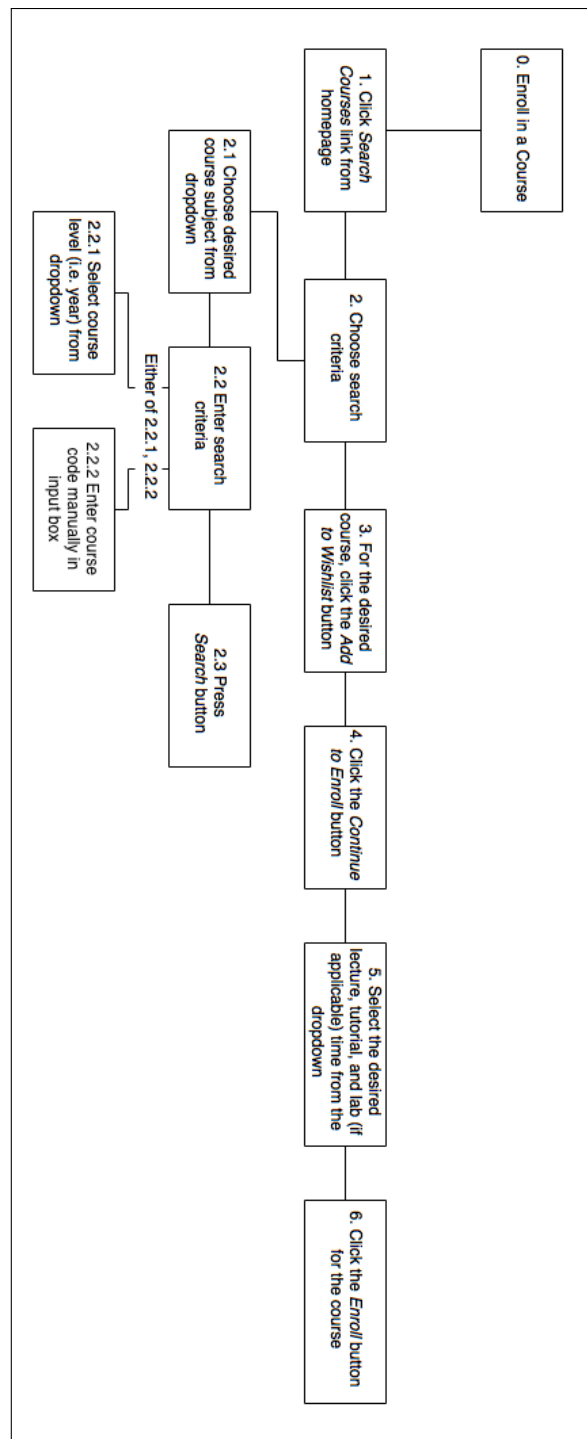 0. Enroll in a Course
1. Click Search
Courses link from
homepage
2. Choose search
criteria
3. For the desired
course, click the Add
to Wishlist button
4. Click the Continue
to Enroll button
5. Select the desired
lecture, tutorial, and lab (if
applicable) time from the
dropdown
6. Click the Enroll button
for the course
2.1 Choose desired
course subject from
dropdown
2.2 Enter search
criteria
2.3 Press
Search button
Either of 2.2.1, 2.2.2
2.2.1 Select course
level (i.e. year) from
dropdown
2.2.2 Enter course
code manually in
input box